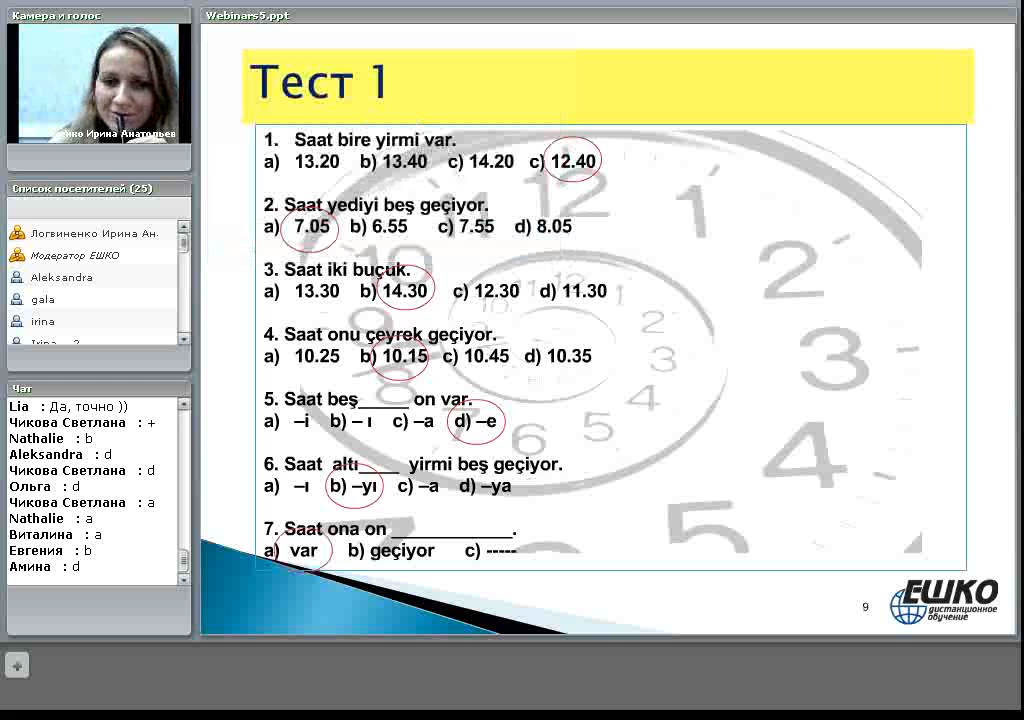 Камера и голос
Ирина Анатольев
Список посетителей (25)
Логвиненко Ирина Ан.
Модератор ЕШКО
Aleksandra
gala
irina
Чат
Lia : Да, точно ))
Чикова Светлана : +
Nathalie : b
Aleksandra : d
Чикова Светлана : d
Ольга : d
Чикова Светлана : a
Nathalie : a
Виталина : a
Евгения : b
Амина : d
Webinars5.ppt
Тест 1
1. Saat bire yirmi var.
a) 13.20 b) 13.40 c) 14.20 c) 12.40
2. Saat yediyi beş geçiyor.
a) 7.05 b) 6.55 c) 7.55 d) 8.05
3. Saat iki buçuk.
a) 13.30 b) 14.30 c) 12.30 d) 11.30
4. Saat onu çeyrek geçiyor.
a) 10.25 b) 10.15 c) 10.45 d) 10.35
5. Saat beş_____ on var.
a) –i b) – ı c) –a d) –e
6. Saat altı____ yirmi beş geçiyor.
a) –ı b) –yı c) –a d) –ya
7. Saat ona on ____________.
a) var b) geçiyor c) -----
9
ЕШКО
дистанционное
обучение